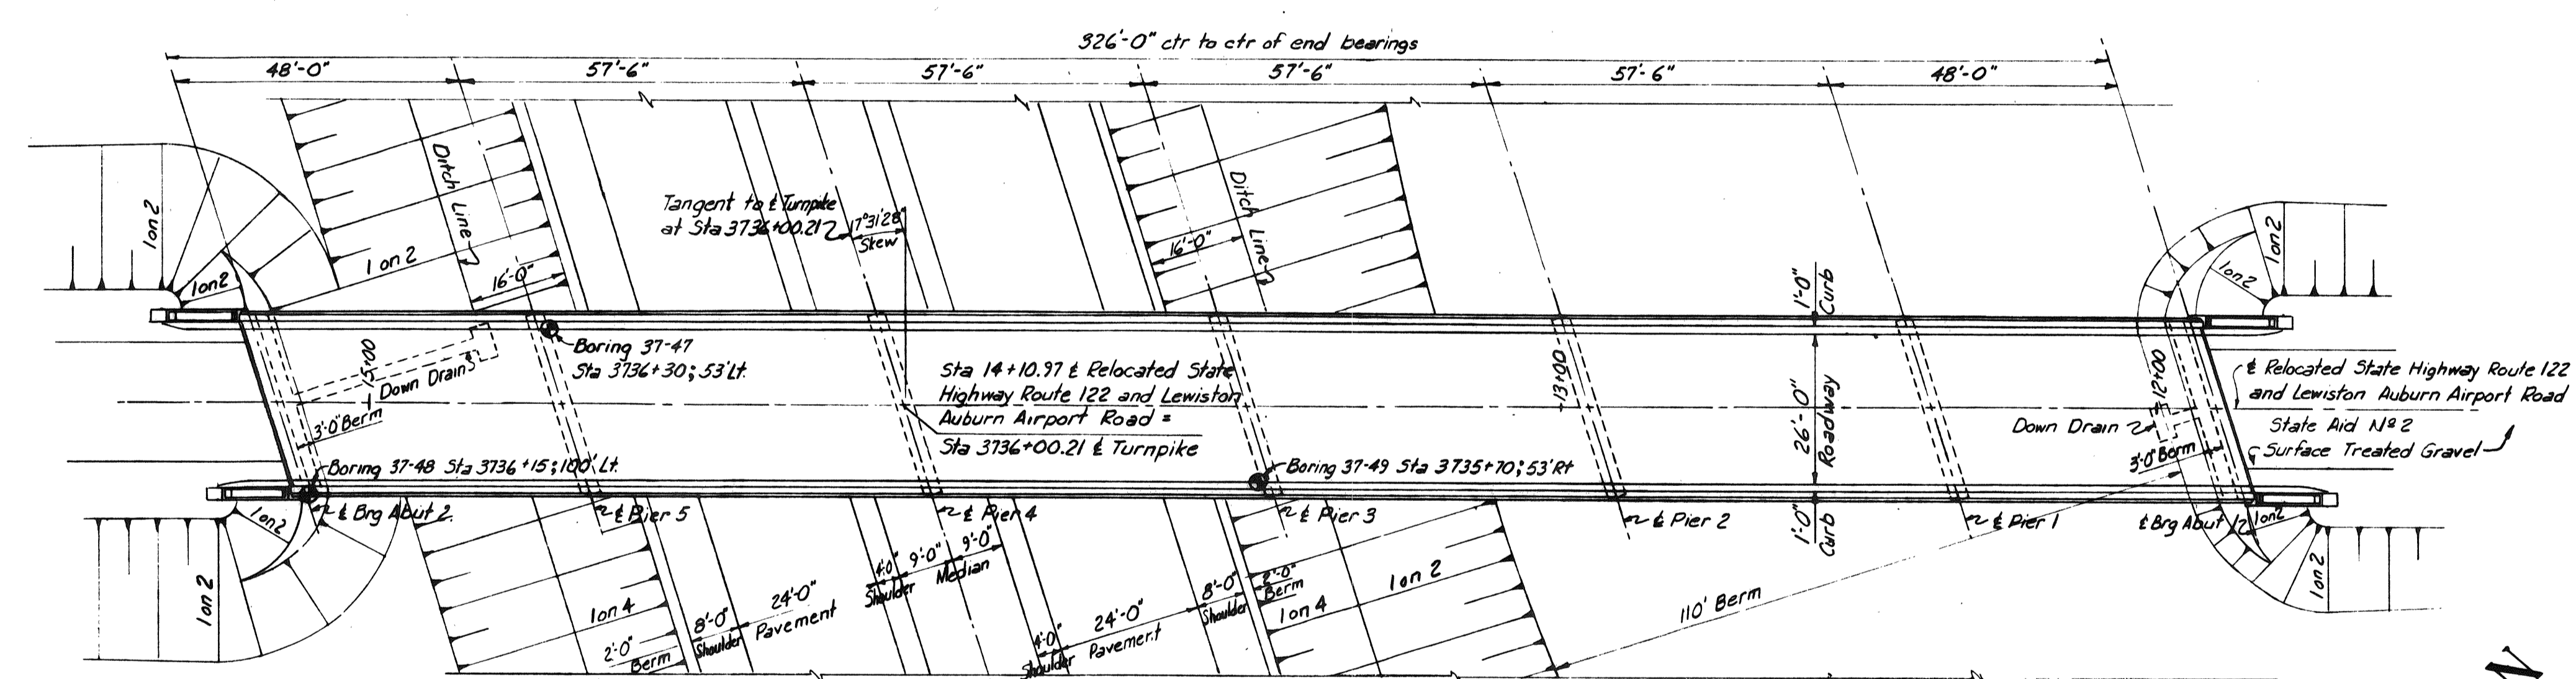 326'-0" ctr to ctr of end bearings
48'-0"
57'-6"
57'-6"
57'-6"
57'-6"
48'-0"
1 on 2
1 on 2
1 on 2
Ditch Line
16'-0"
Tangent to ℄ Turnpike
at Sta 3736+00.21
17°31'28"
Skew
16'-0"
Ditch Line
1'-0"
Curb
1 on 2
1 on 2
15+00
Down Drain
3'-0" Berm
Boring 37-47
Sta 3736+30; 53' Lt.
Sta 14+10.97 ℄ Relocated State
Highway Route 122 and Lewiston
Auburn Airport Road =
Sta 3736+00.21 ℄ Turnpike
13+00
26'-0"
Roadway
12+00
Down Drain
3'-0" Berm
℄ Relocated State Highway Route 122
and Lewiston Auburn Airport Road
State Aid Nº 2
Surface Treated Gravel
Boring 37-48 Sta 3736+15; 100' Lt.
Boring 37-49 Sta 3735+70; 53' Rt
℄ Brg Abut 2
℄ Pier 5
℄ Pier 4
℄ Pier 3
℄ Pier 2
℄ Pier 1
℄ Brg Abut 1
1'-0"
Curb
1 on 2
1 on 2
1 on 4
2'-0"
Berm
8'-0"
Shoulder
24'-0"
Pavement
4'-0"
Shoulder
9'-0"
9'-0"
Median
4'-0"
Shoulder
24'-0"
Pavement
8'-0"
Shoulder
2'-0"
Berm
1 on 4
1 on 2
110' Berm
1 on 2
1 on 2
N